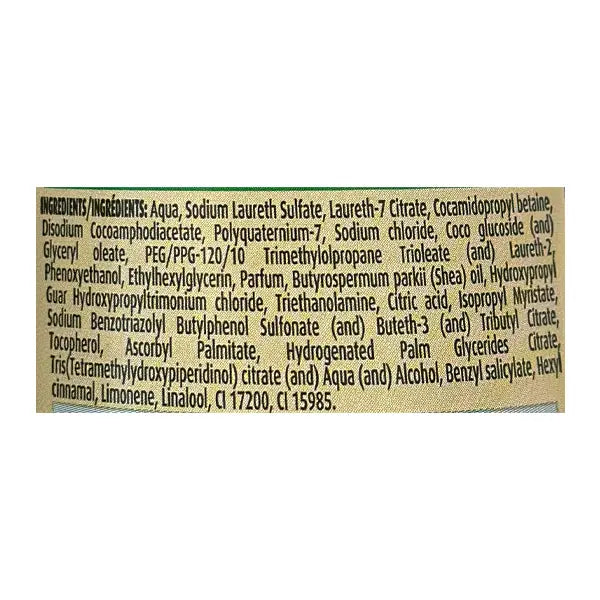 INGREDIENTS/INGRÉDIENTS: Aqua, Sodium Laureth Sulfate, Laureth-7 Citrate, Cocamidopropyl betaine,
Disodium Cocoamphodiacetate, Polyquaternium-7, Sodium chloride, Coco glucoside (and)
Glyceryl oleate, PEG/PPG-120/10 Trimethylolpropane Trioleate (and) Laureth-2,
Phenoxyethanol, Ethylhexylglycerin, Parfum, Butyrospermum parkii (Shea) oil, Hydroxypropyl
Guar Hydroxypropyltrimonium chloride, Triethanolamine, Citric acid, Isopropyl Myristate,
Sodium Benzotriazolyl Butylphenol Sulfonate (and) Buteth-3 (and) Tributyl Citrate,
Tocopherol, Ascorbyl Palmitate, Hydrogenated Palm Glycerides Citrate,
Tris(Tetramethylydroxypiperidinol) citrate (and) Aqua (and) Alcohol, Benzyl salicylate, Hexyl
cinnamal, Limonene, Linalool, CI 17200, CI 15985.